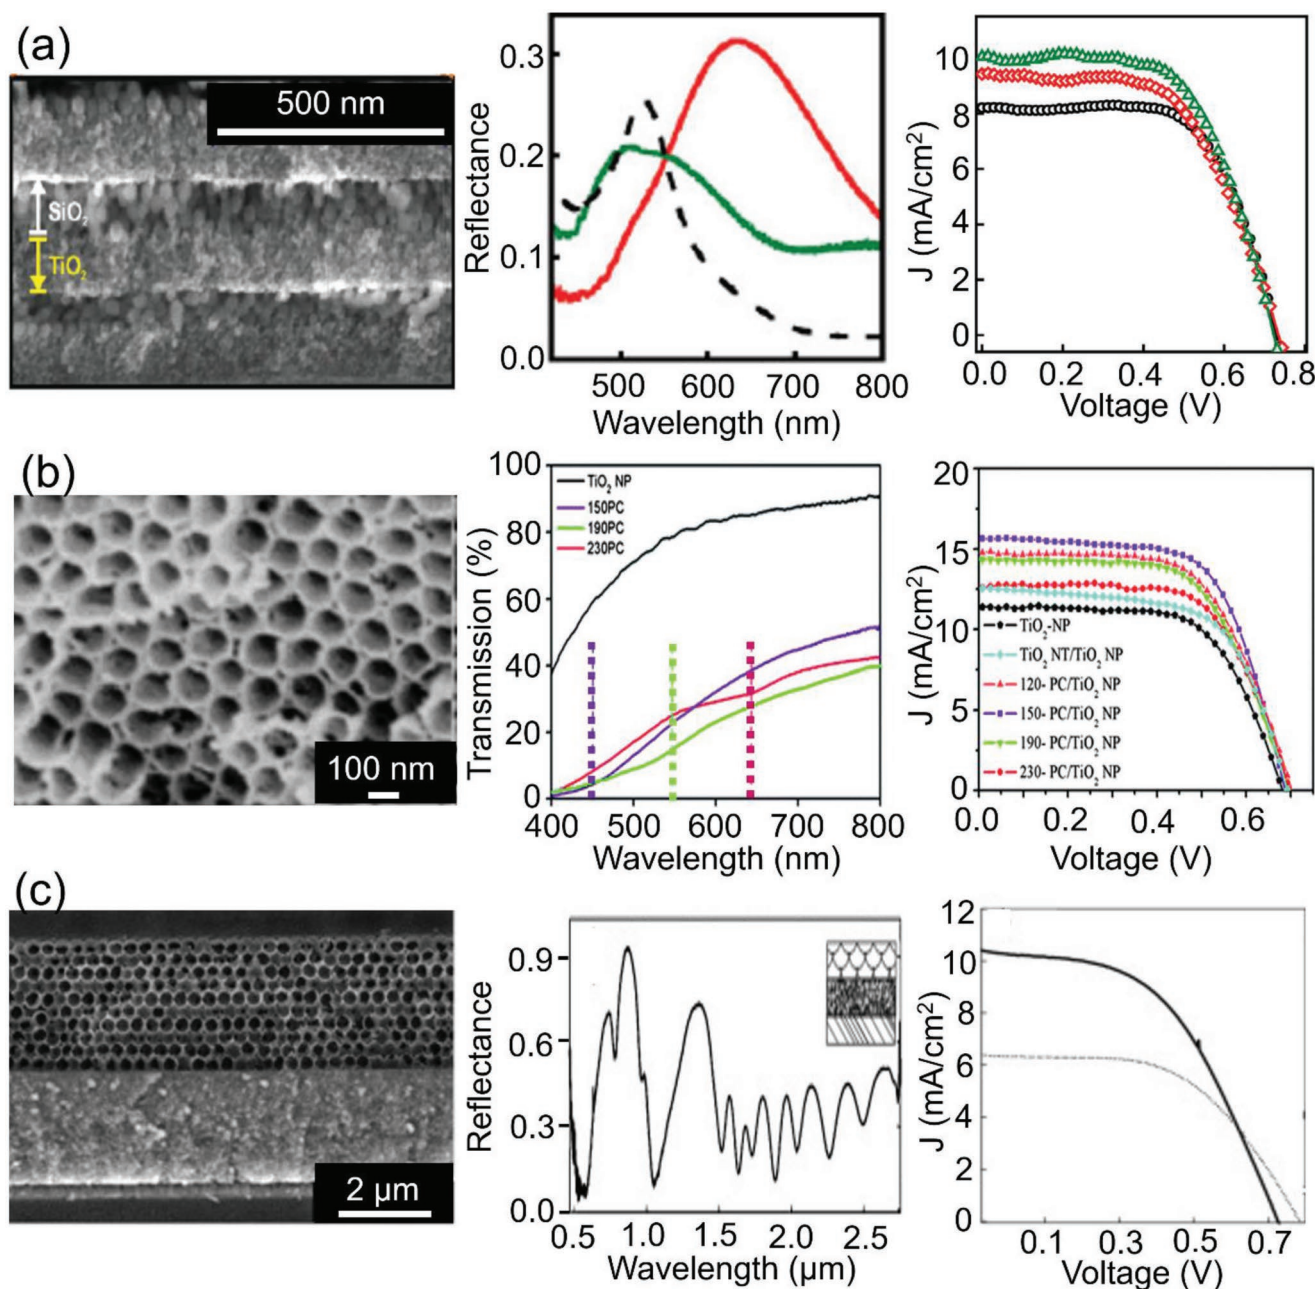 (a)
500 nm
SiO₂
TiO₂
Reflectance
0.3
0.2
0.1
0.0
500 600 700 800
Wavelength (nm)
J (mA/cm²)
10
8
6
4
2
0
0.0 0.2 0.4 0.6 0.8
Voltage (V)
(b)
100 nm
Transmission (%)
100
80
60
40
20
0
TiO₂ NP
150PC
190PC
230PC
400 500 600 700 800
Wavelength (nm)
J (mA/cm²)
20
15
10
5
0
TiO₂-NP
TiO₂ NT/TiO₂ NP
120- PC/TiO₂ NP
150- PC/TiO₂ NP
190- PC/TiO₂ NP
230- PC/TiO₂ NP
0.0 0.2 0.4 0.6
Voltage (V)
(c)
2 µm
Reflectance
0.9
0.6
0.3
0.0
0.5 1.0 1.5 2.0 2.5
Wavelength (µm)
J (mA/cm²)
12
10
8
6
4
2
0
0.1 0.3 0.5 0.7
Voltage (V)